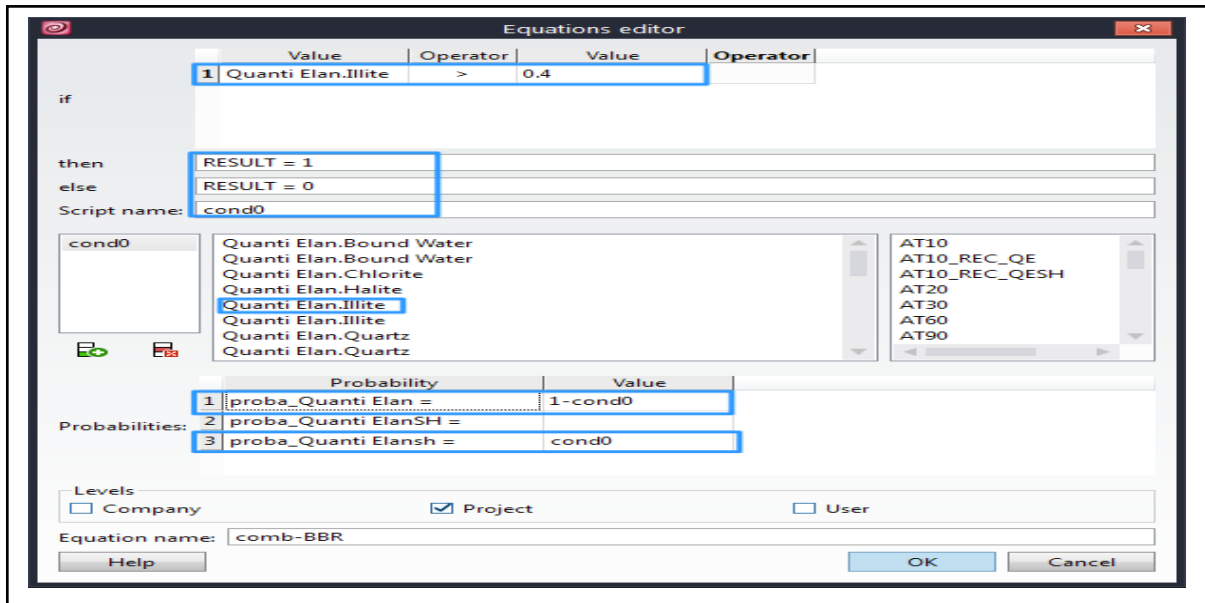 Equations editor
Value Operator Value Operator
1 Quanti Elan.Illite > 0.4
if
then RESULT = 1
else RESULT = 0
Script name: cond0
cond0 Quanti Elan.Bound Water AT10
Quanti Elan.Bound Water AT10_REC_QE
Quanti Elan.Chlorite AT10_REC_QESH
Quanti Elan.Halite AT20
Quanti Elan.Illite AT30
Quanti Elan.Illite AT60
Quanti Elan.Quartz AT90
Quanti Elan.Quartz
Probability Value
1 proba_Quanti Elan = 1-cond0
Probabilities: 2 proba_Quanti ElanSH =
3 proba_Quanti Elansh = cond0
Levels
Company Project User
Equation name: comb-BBR
Help OK Cancel